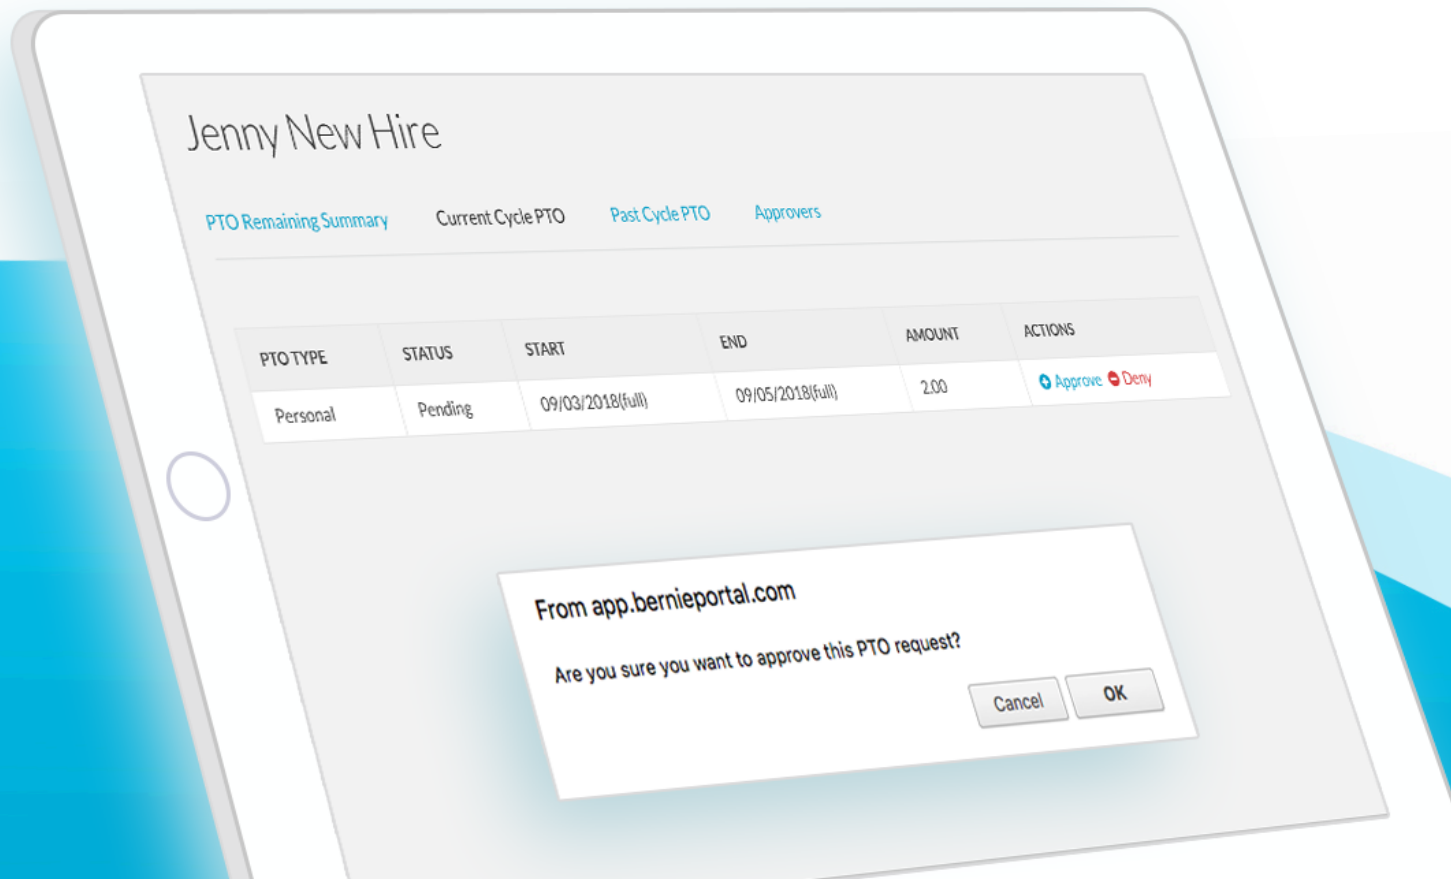 Jenny New Hire
PTO Remaining Summary Current Cycle PTO Past Cycle PTO Approvers
PTO TYPE STATUS START END AMOUNT ACTIONS
Personal Pending 09/03/2018(full) 09/05/2018(full) 2.00 Approve Deny
From app.bernieportal.com
Are you sure you want to approve this PTO request?
Cancel OK